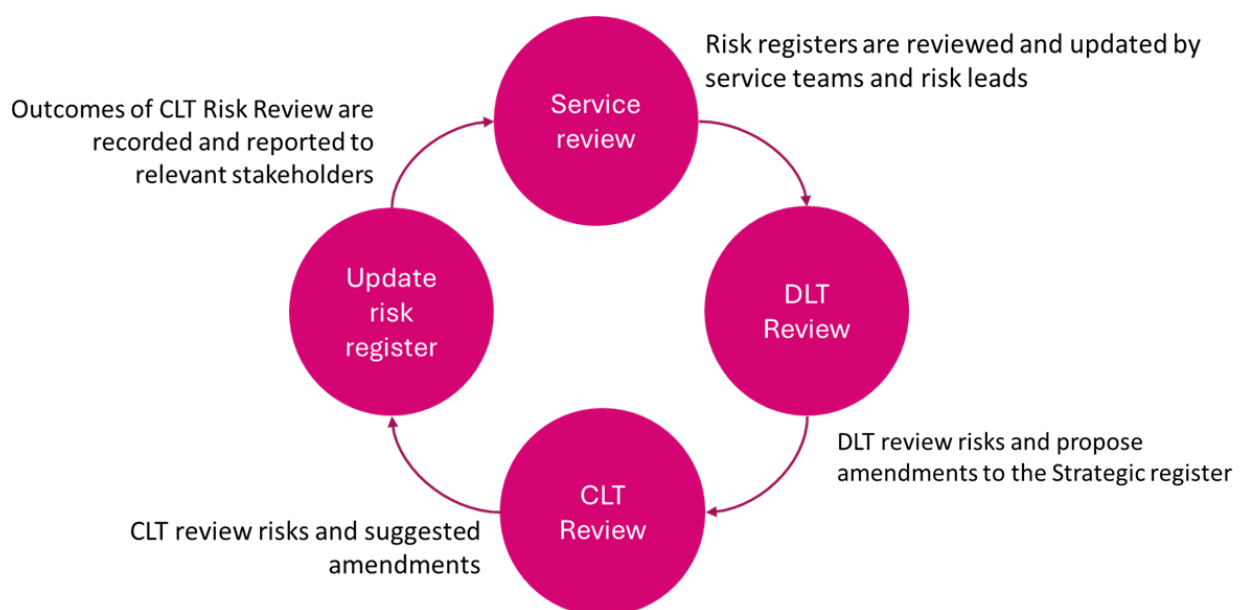 Service
review
Risk registers are reviewed and updated by
service teams and risk leads
DLT
Review
DLT review risks and propose
amendments to the Strategic register
CLT
Review
CLT review risks and suggested
amendments
Update
risk
register
Outcomes of CLT Risk Review are
recorded and reported to
relevant stakeholders